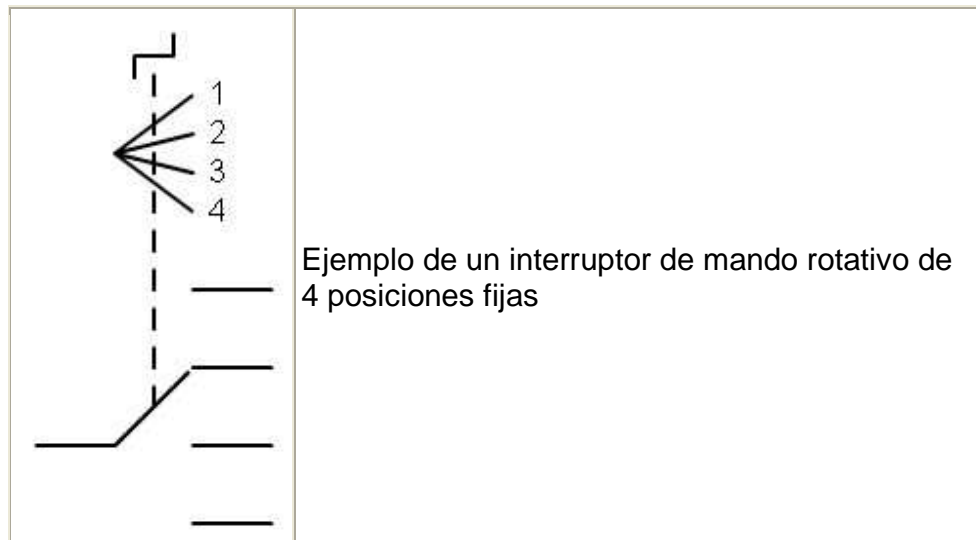 1
2
3
4
Ejemplo de un interruptor de mando rotativo de
4 posiciones fijas